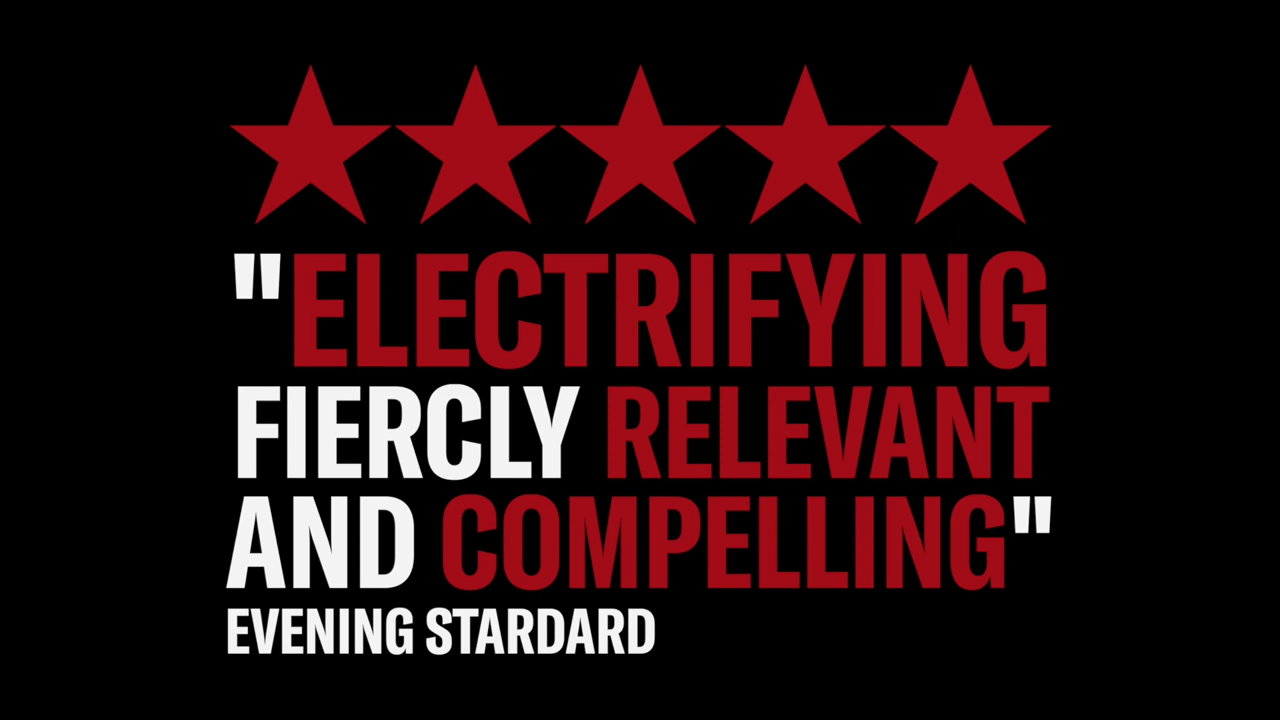 "ELECTRIFYING
FIERCLY RELEVANT
AND COMPELLING"
EVENING STARDARD